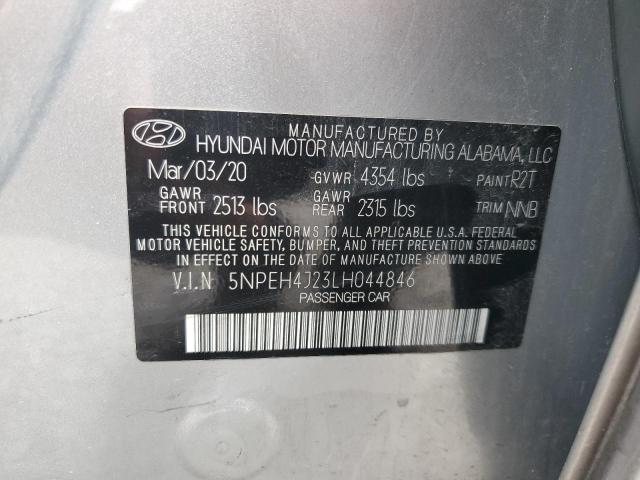 MANUFACTURED BY
HYUNDAI MOTOR MANUFACTURING ALABAMA, LLC
Mar/03/20 GVWR 4354 lbs PAINT R2T
GAWR FRONT 2513 lbs GAWR REAR 2315 lbs TRIM NNB
THIS VEHICLE CONFORMS TO ALL APPLICABLE U.S.A. FEDERAL
MOTOR VEHICLE SAFETY, BUMPER, AND THEFT PREVENTION STANDARDS
IN EFFECT ON THE DATE OF MANUFACTURE SHOWN ABOVE
V.I.N 5NPEH4J23LH044846
PASSENGER CAR